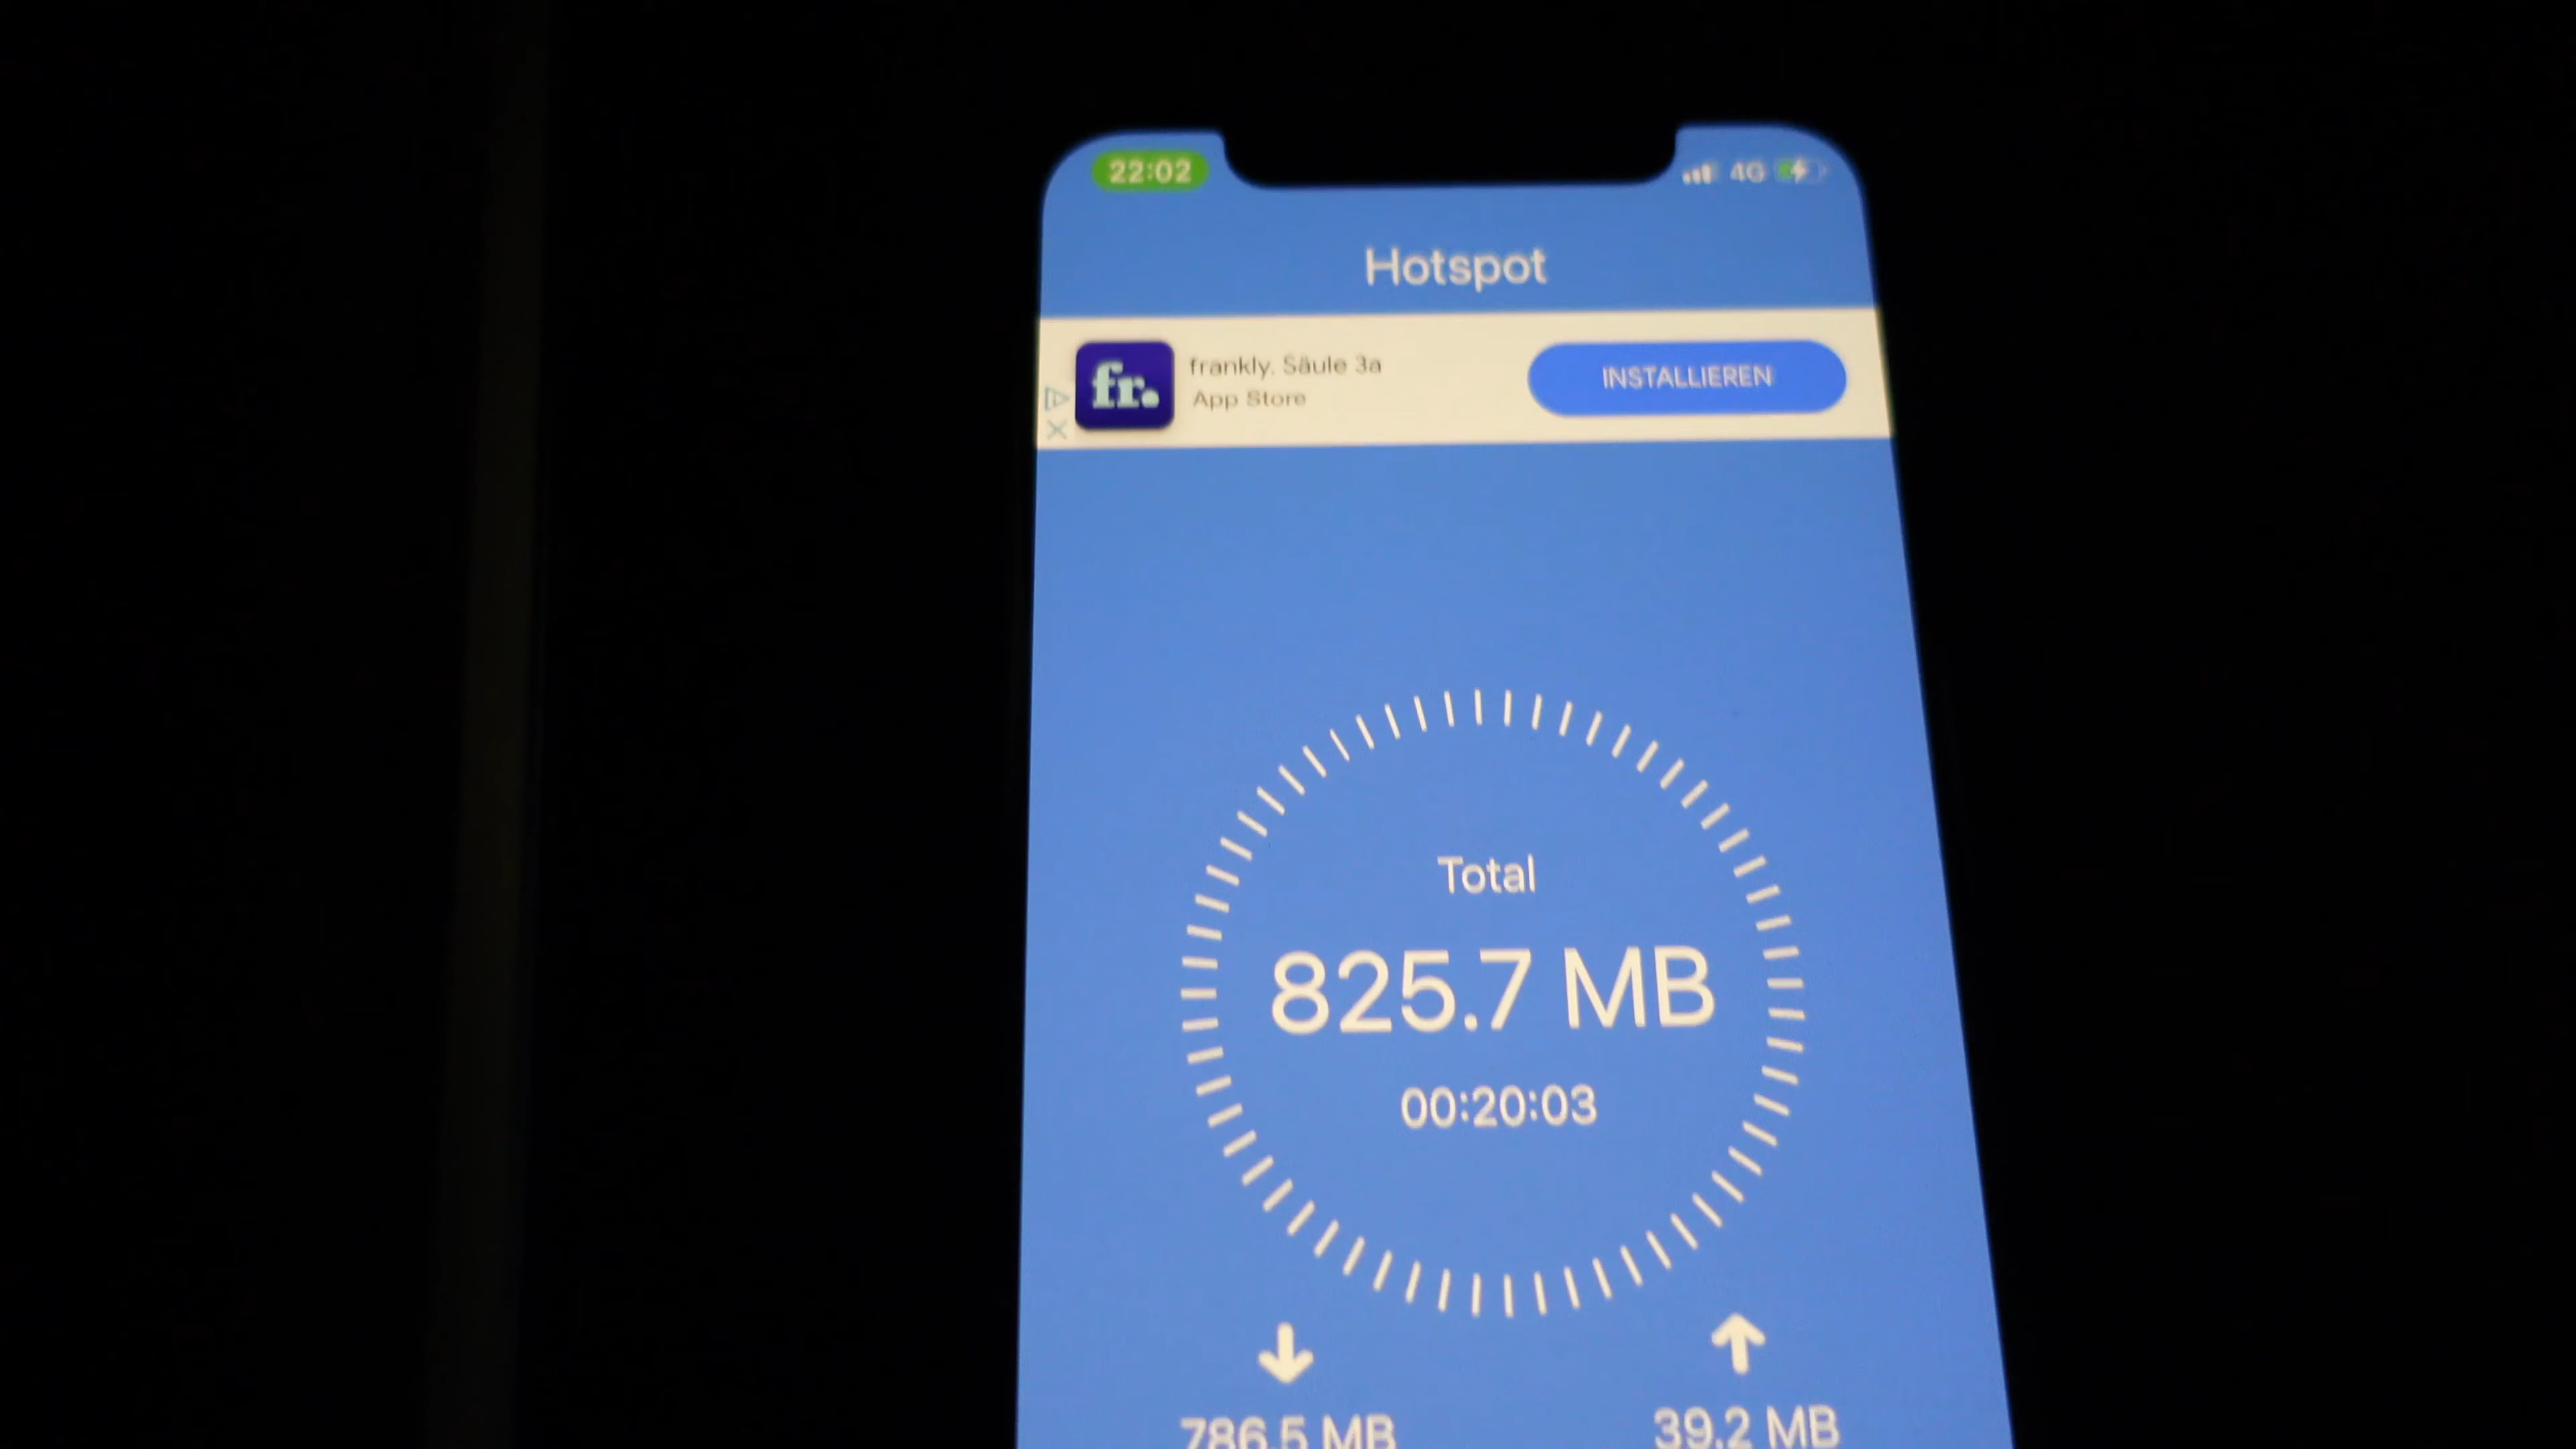 22:02
4G
Hotspot
fr.
frankly. Säule 3a
App Store
INSTALLIEREN
Total
825.7 MB
00:20:03
786.5 MB
39.2 MB